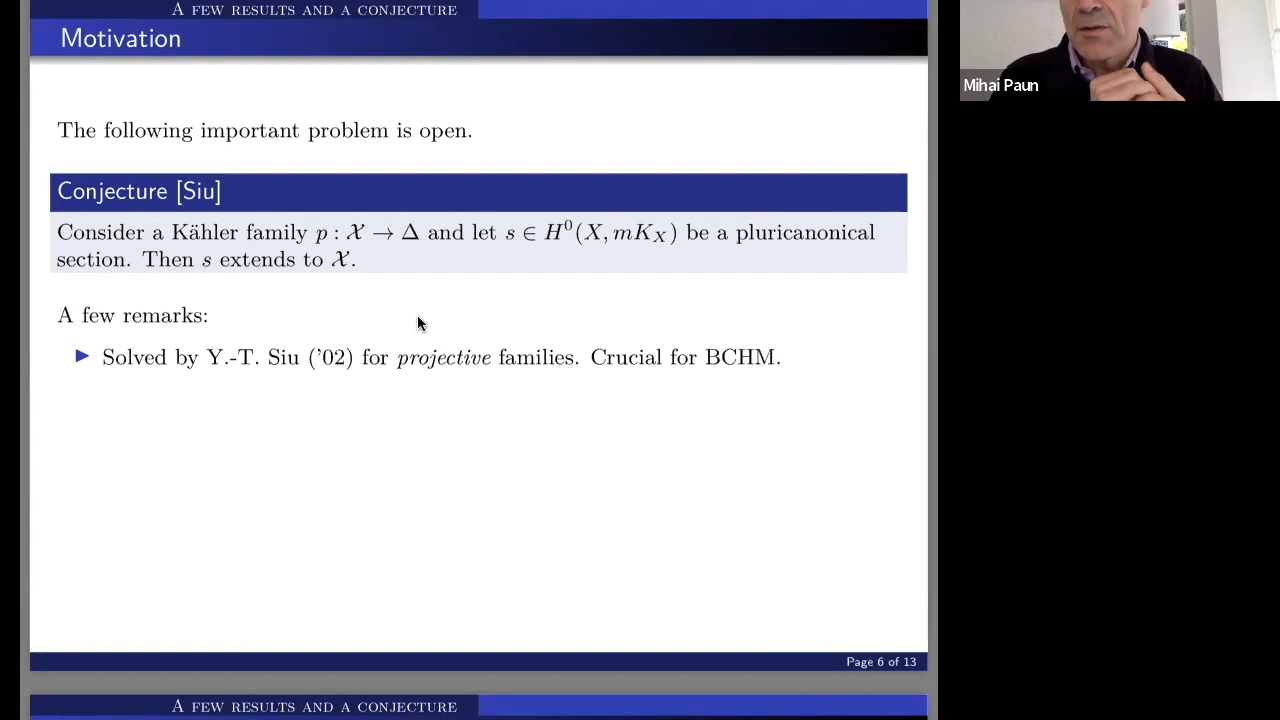 A few results and a conjecture
Motivation
The following important problem is open.
Conjecture [Siu]
Consider a Kähler family p : 𝒳 → Δ and let s ∈ H⁰(X, mK_X) be a pluricanonical
section. Then s extends to 𝒳.
A few remarks:
▶ Solved by Y.-T. Siu ('02) for projective families. Crucial for BCHM.
Page 6 of 13
A few results and a conjecture
Mihai Paun